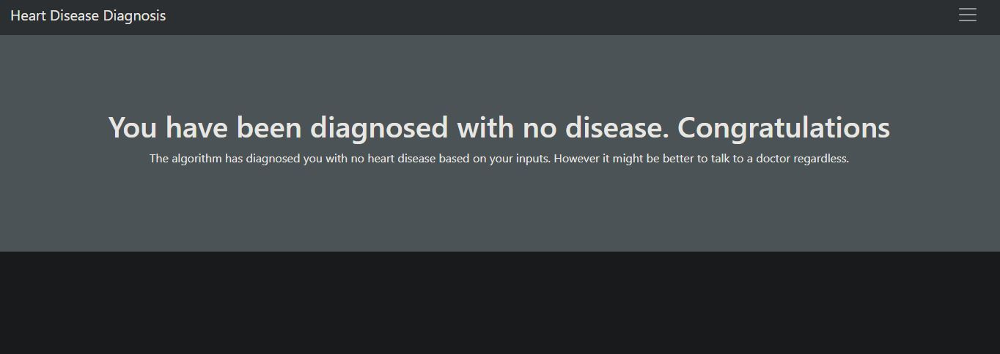 Heart Disease Diagnosis
You have been diagnosed with no disease. Congratulations
The algorithm has diagnosed you with no heart disease based on your inputs. However it might be better to talk to a doctor regardless.